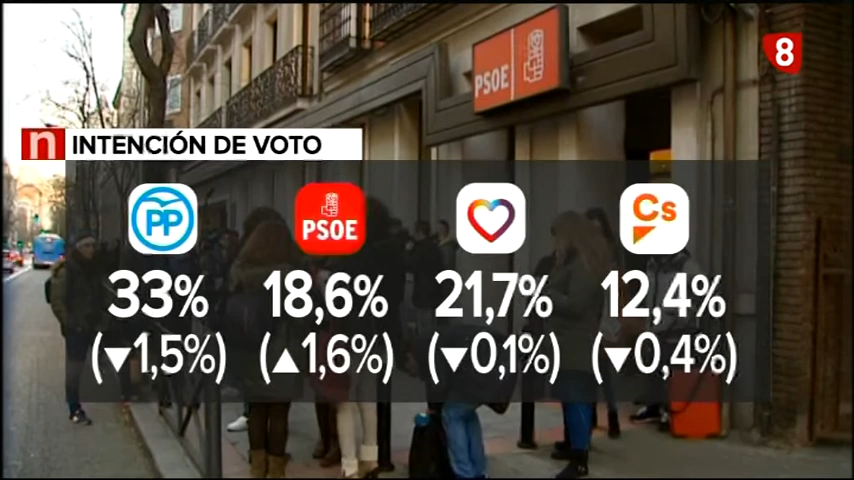 8
PSOE
n INTENCIÓN DE VOTO
PP PSOE Cs
33% 18,6% 21,7% 12,4%
(▼1,5%) (▲1,6%) (▼0,1%) (▼0,4%)